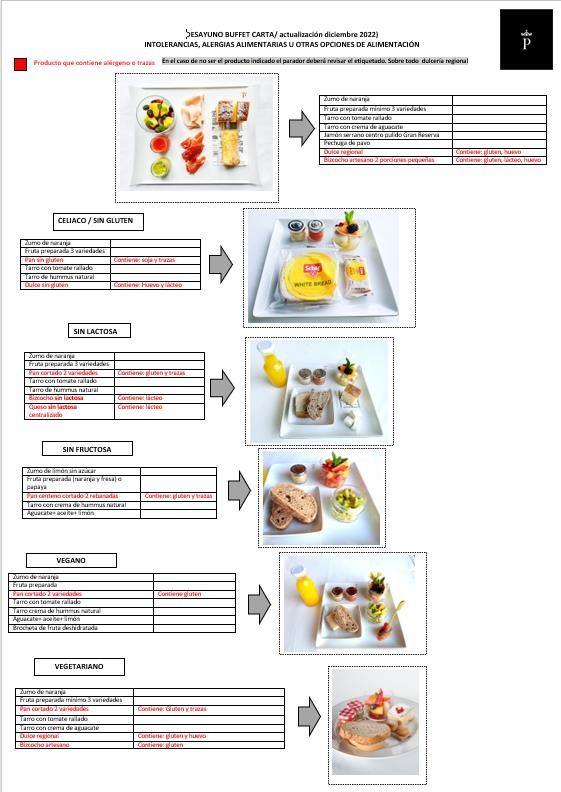 DESAYUNO BUFFET CARTA/ actualización diciembre 2022)
INTOLERANCIAS, ALERGIAS ALIMENTARIAS U OTRAS OPCIONES DE ALIMENTACIÓN
P
Producto que contiene alérgeno o trazas
En el caso de no ser el producto indicado el parador deberá revisar el etiquetado. Sobre todo dulcería regional
Zumo de naranja
Fruta preparada mínimo 3 variedades
Tarro con tomate rallado
Tarro con crema de aguacate
Jamón serrano centro pulido Gran Reserva
Pechuga de pavo
Dulce regional Contiene: gluten, huevo
Bizcocho artesano 2 porciones pequeñas Contiene: gluten, lácteo, huevo
CELIACO / SIN GLUTEN
Zumo de naranja
Fruta preparada 3 variedades
Pan sin gluten Contiene: soja y trazas
Tarro con tomate rallado
Tarro de hummus natural
Dulce sin gluten Contiene: Huevo y lácteo
Schär
WHITE BREAD
SIN LACTOSA
Zumo de naranja
Fruta preparada 3 variedades
Pan cortado 2 variedades Contiene: gluten y trazas
Tarro con tomate rallado
Tarro de hummus natural
Bizcocho sin lactosa Contiene: lácteo
Queso sin lactosa Contiene: lácteo
centralizado
SIN FRUCTOSA
Zumo de limón sin azúcar
Fruta preparada (naranja y fresa) o
papaya
Pan centeno cortado 2 rebanadas Contiene: gluten y trazas
Tarro con crema de hummus natural
Aguacate+ aceite+ limón
VEGANO
Zumo de naranja
Fruta preparada
Pan cortado 2 variedades Contiene gluten
Tarro con tomate rallado
Tarro crema de hummus natural
Aguacate+ aceite+ limón
Brocheta de fruta deshidratada
VEGETARIANO
Zumo de naranja
Fruta preparada mínimo 3 variedades
Pan cortado 2 variedades Contiene: Gluten y trazas
Tarro con tomate rallado
Tarro con crema de aguacate
Dulce regional Contiene: gluten y huevo
Bizcocho artesano Contiene: gluten